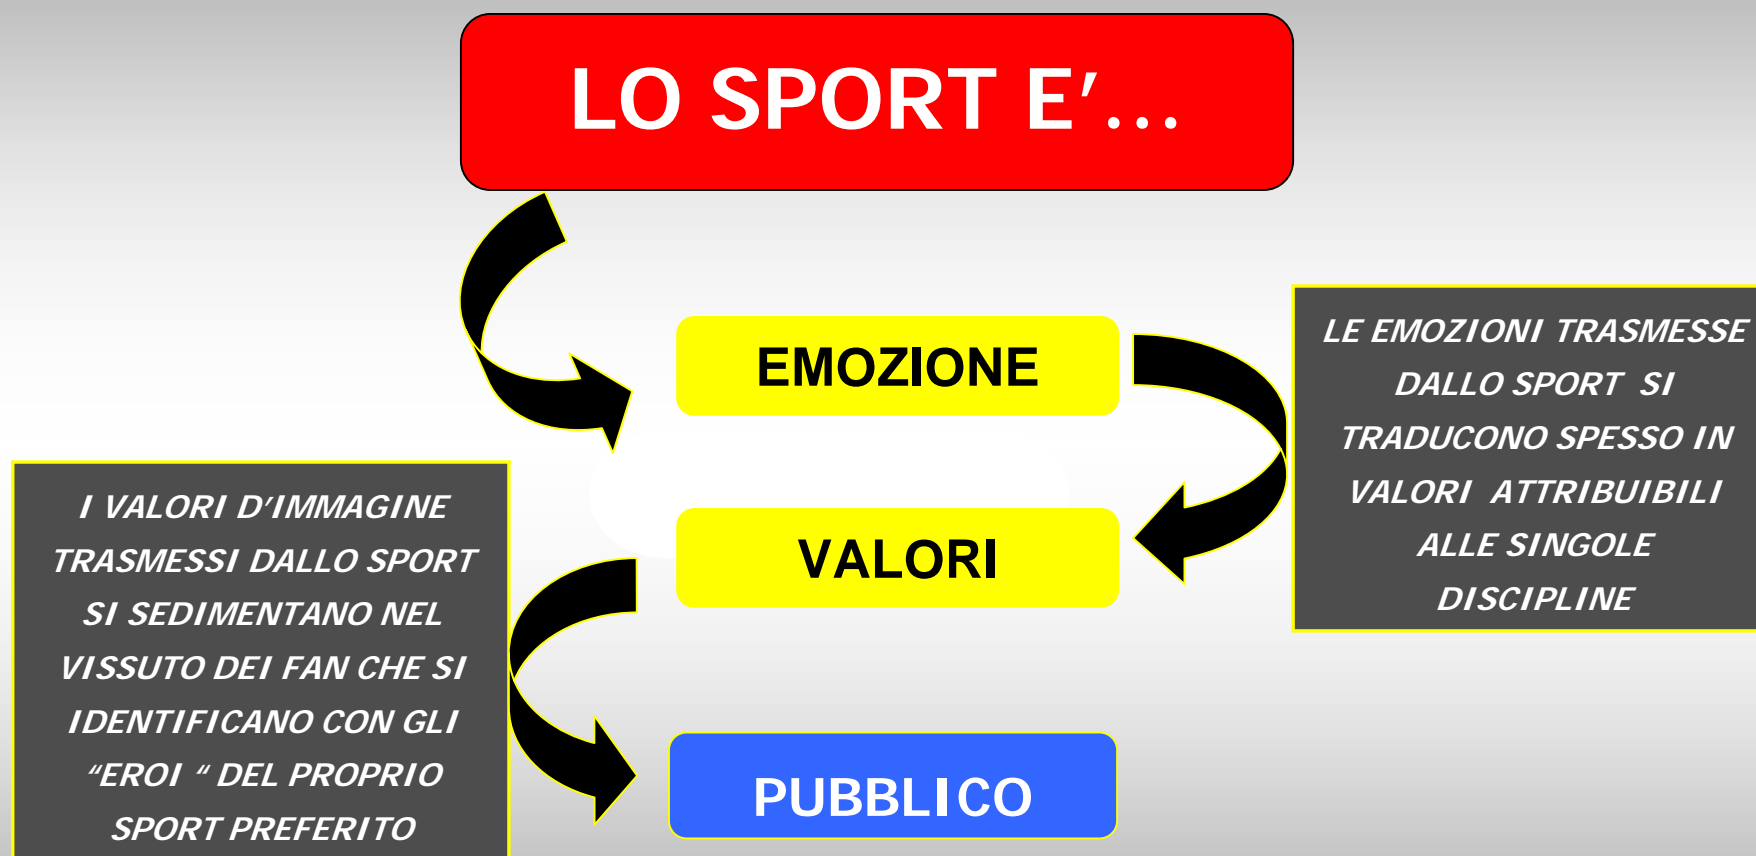 LO SPORT E’...
EMOZIONE
LE EMOZIONI TRASMESSE
DALLO SPORT SI
TRADUCONO SPESSO IN
VALORI ATTRIBUIBILI
ALLE SINGOLE
DISCIPLINE
VALORI
I VALORI D’IMMAGINE
TRASMESSI DALLO SPORT
SI SEDIMENTANO NEL
VISSUTO DEI FAN CHE SI
IDENTIFICANO CON GLI
“EROI “ DEL PROPRIO
SPORT PREFERITO
PUBBLICO